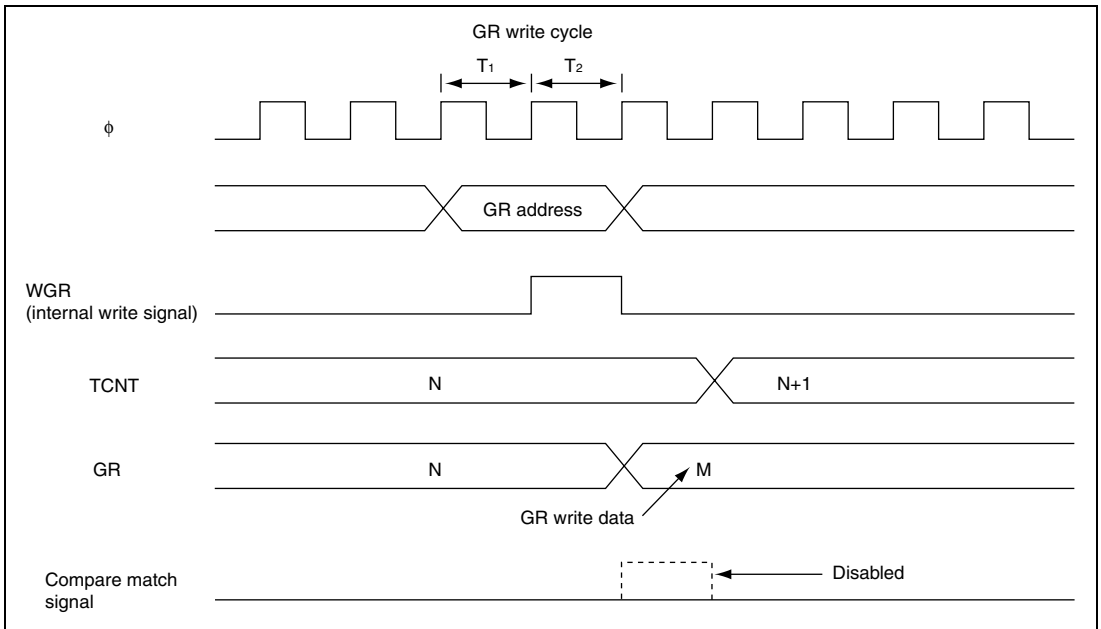 GR write cycle
T1 T2
ϕ
GR address
WGR
(internal write signal)
TCNT N N+1
GR N M
GR write data
Compare match
signal
Disabled